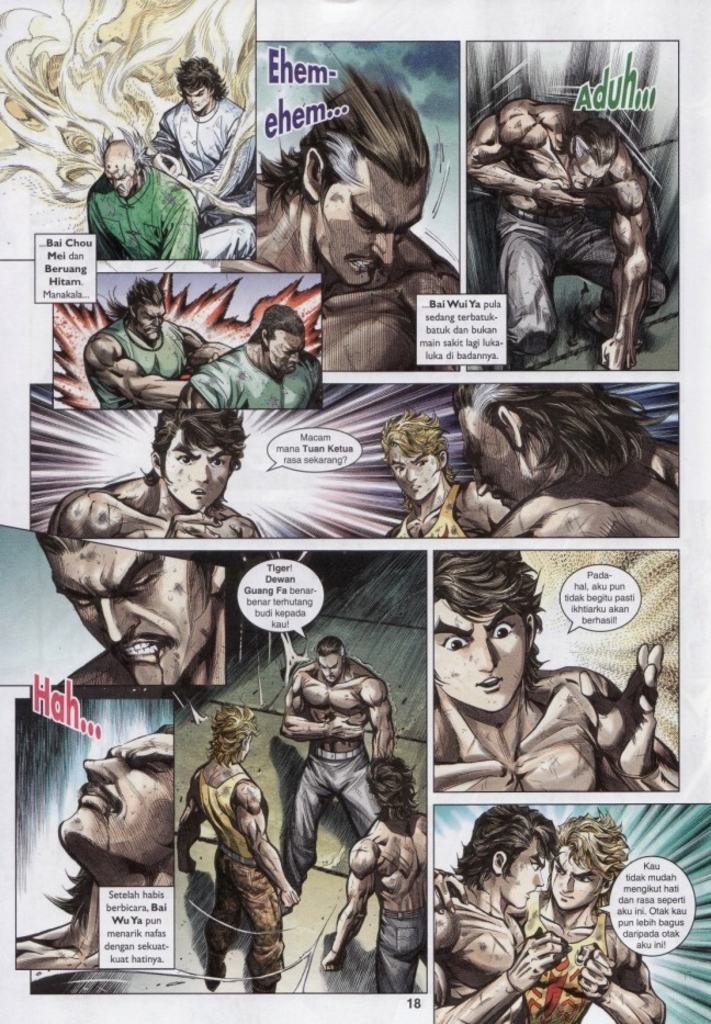 Ehem-
ehem...
Aduh...
...Bai Chou
Mei dan
Beruang
Hitam.
Manakala...
...Bai Wui Ya pula
sedang terbatuk-
batuk dan bukan
main sakit lagi luka-
luka di badannya.
Macam
mana Tuan Ketua
rasa sekarang?
Tiger!
Dewan
Guang Fa benar-
benar terhutang
budi kepada
kau!
Pada-
hal, aku pun
tidak begitu pasti
ikhtiarku akan
berhasil!
Hah...
Setelah habis
berbicara, Bai
Wu Ya pun
menarik nafas
dengan sekuat-
kuat hatinya.
Kau
tidak mudah
mengikut hati
dan rasa seperti
aku ini. Otak kau
pun lebih bagus
daripada otak
aku ini!
18